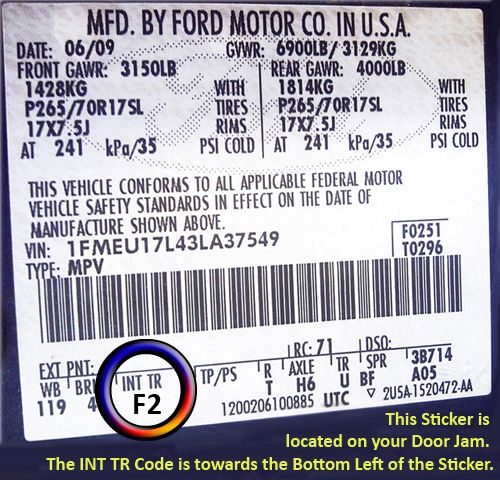 MFD. BY FORD MOTOR CO. IN U.S.A.
DATE: 06/09 GVWR: 6900LB/ 3129KG
FRONT GAWR: 3150LB REAR GAWR: 4000LB
1428KG WITH 1814KG WITH
P265/70R17SL TIRES P265/70R17SL TIRES
17X7.5J RIMS 17X7.5J RIMS
AT 241 kPa/35 PSI COLD AT 241 kPa/35 PSI COLD
THIS VEHICLE CONFORMS TO ALL APPLICABLE FEDERAL MOTOR
VEHICLE SAFETY STANDARDS IN EFFECT ON THE DATE OF
MANUFACTURE SHOWN ABOVE.
VIN: 1FMEU17L43LA37549 F0251
TYPE: MPV T0296
EXT PNT: RC: 71 DSO:
WB BRK INT TR TP/PS R AXLE TR SPR 3B714
119 4 F2 T H6 U BF A05
1200206100885 UTC ▽ 2U5A-1520472-AA
This Sticker is
located on your Door Jam.
The INT TR Code is towards the Bottom Left of the Sticker.